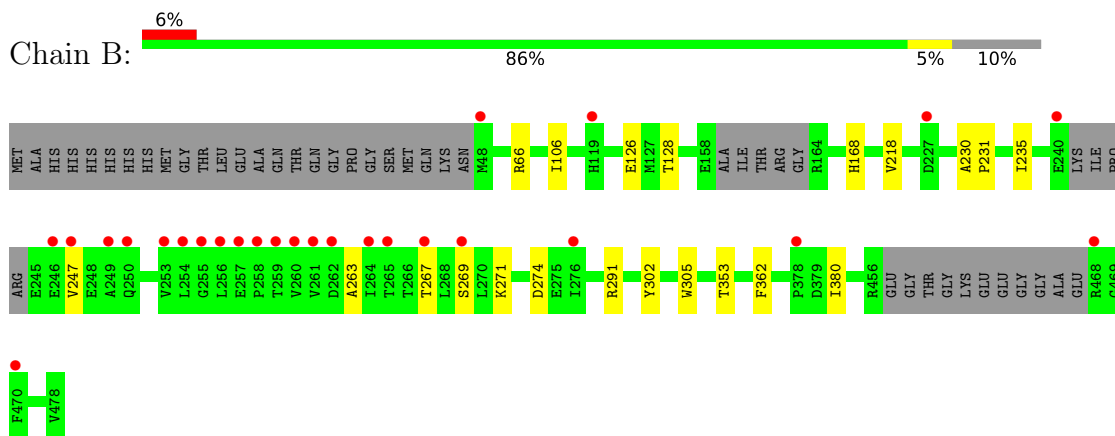 6%
Chain B:
86% 5% 10%
MET ALA HIS HIS HIS HIS HIS HIS MET GLY THR LEU GLU ALA GLN THR GLN GLY PRO GLY SER MET GLN LYS ASN M48 R66 I106 H119 E126 M127 T128 E158 ALA ILE THR ARG GLY R164 H168 V218 D227 A230 P231 I235 E240 LYS ILE PRO
ARG E245 E246 V247 E248 A249 Q250 V253 L254 G255 L256 E257 P258 T259 V260 V261 D262 A263 I264 T265 T266 T267 L268 S269 L270 K271 D274 E275 I276 R291 Y302 W305 T353 F362 P378 D379 I380 R456 GLU GLY THR GLY LYS GLU GLU GLY GLY ALA GLU R468 G469
F470 V478